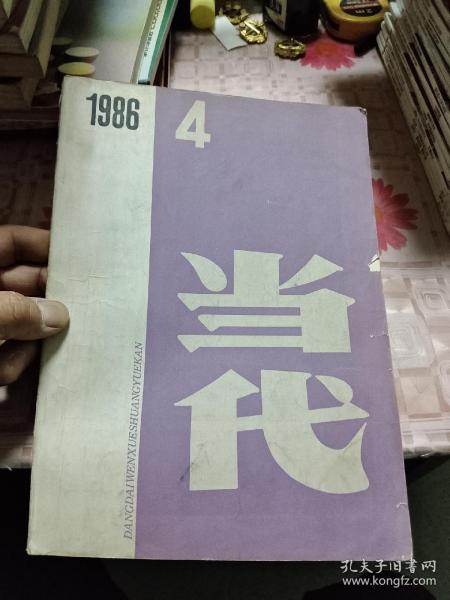 1986
4
当代
DANGDAIWENXUESHUANGYUEKAN
孔夫子旧书网
www.kongfz.com